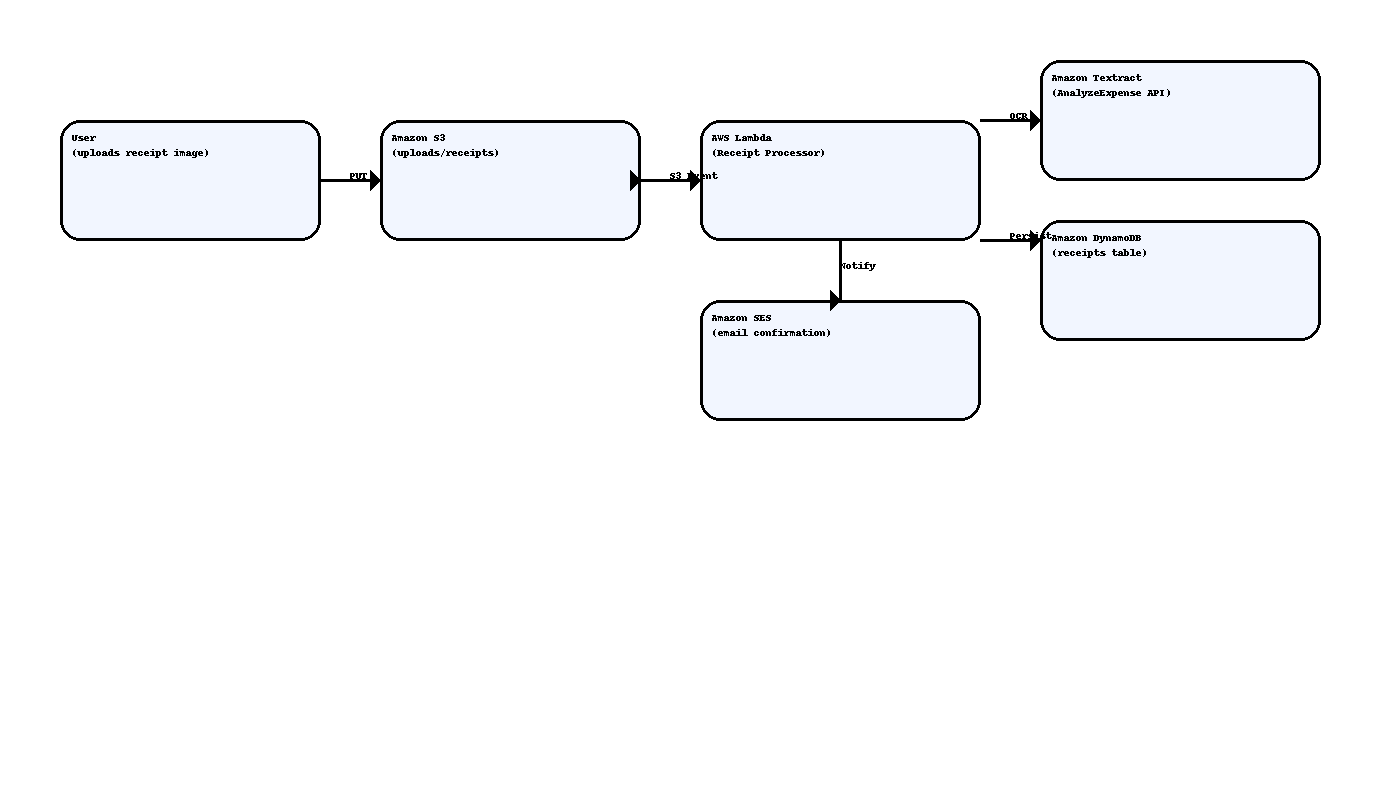 User
(uploads receipt image)
PUT
Amazon S3
(uploads/receipts)
S3 Event
AWS Lambda
(Receipt Processor)
OCR
Amazon Textract
(AnalyzeExpense API)
Persist
Amazon DynamoDB
(receipts table)
Notify
Amazon SES
(email confirmation)